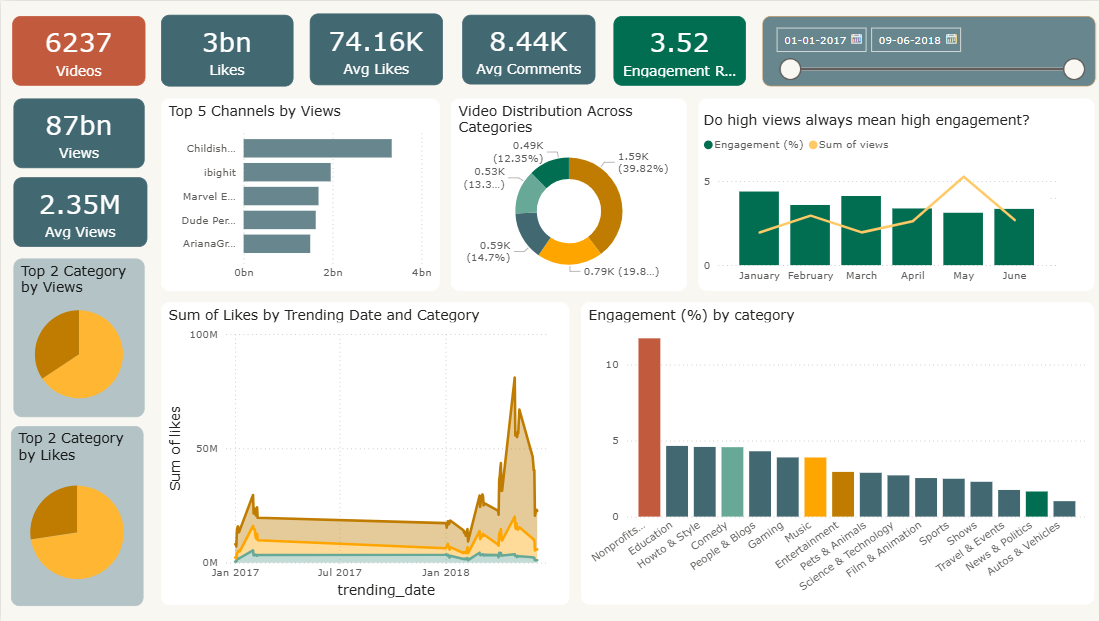 6237
Videos
3bn
Likes
74.16K
Avg Likes
8.44K
Avg Comments
3.52
Engagement R...
01-01-2017
09-06-2018
87bn
Views
2.35M
Avg Views
Top 5 Channels by Views
Childish...
ibighit
Marvel E...
Dude Per...
ArianaGr...
0bn
2bn
4bn
Video Distribution Across
Categories
0.49K
(12.35%)
0.53K
(13.3...)
0.59K
(14.7%)
1.59K
(39.82%)
0.79K (19.8...)
Do high views always mean high engagement?
Engagement (%)
Sum of views
5
0
January
February
March
April
May
June
Top 2 Category
by Views
Top 2 Category
by Likes
Sum of Likes by Trending Date and Category
Sum of likes
100M
50M
0M
Jan 2017
Jul 2017
Jan 2018
trending_date
Engagement (%) by category
10
5
0
Nonprofits...
Education
Howto & Style
Comedy
People & Blogs
Gaming
Music
Entertainment
Pets & Animals
Science & Technology
Film & Animation
Sports
Shows
Travel & Events
News & Politics
Autos & Vehicles